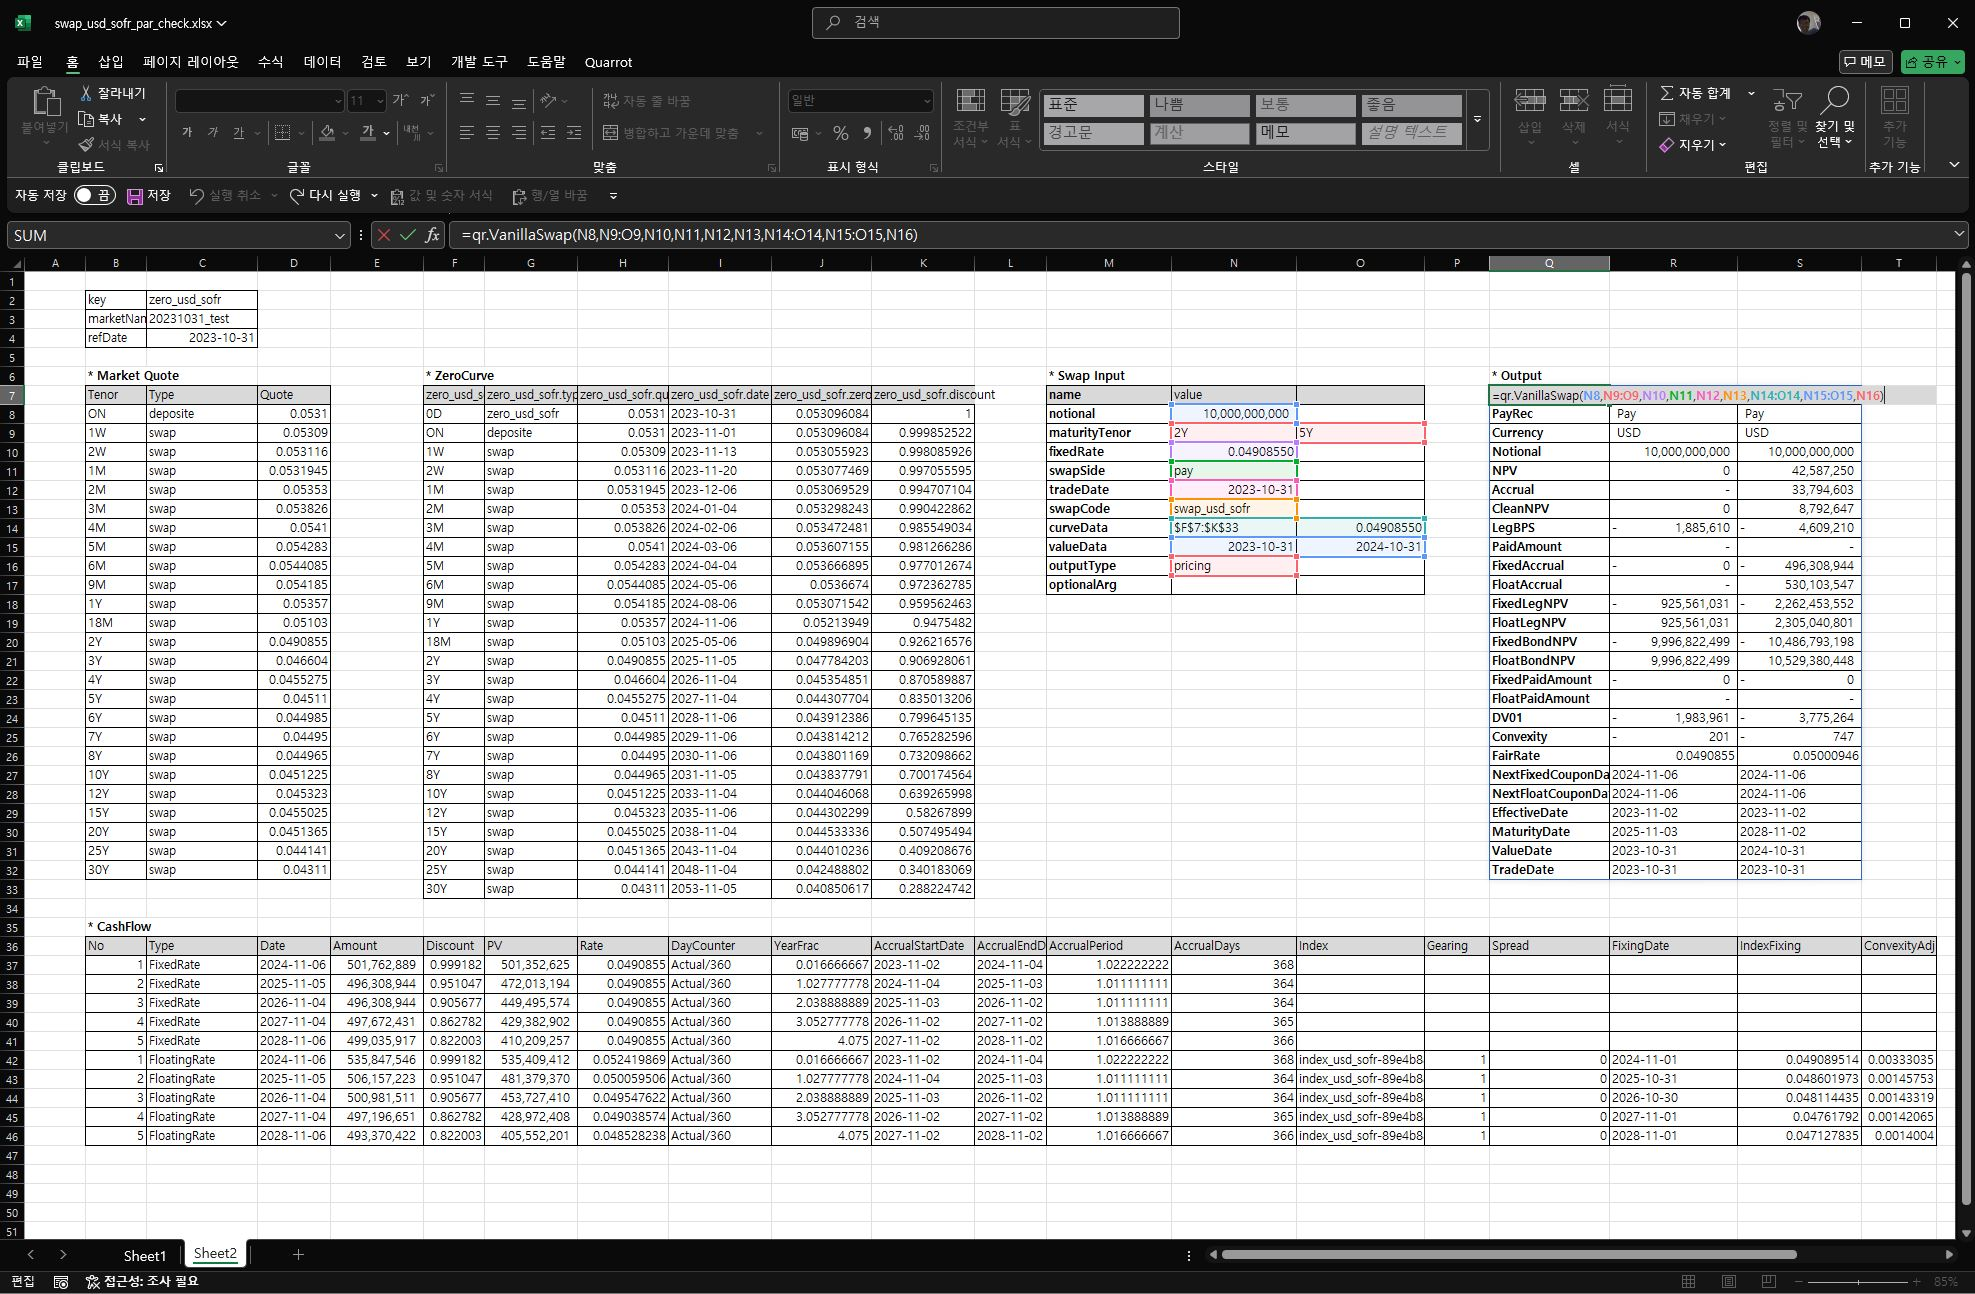 swap_usd_sofr_par_check.xlsx
검색
파일 홈 삽입 페이지 레이아웃 수식 데이터 검토 보기 개발 도구 도움말 Quarrot
메모 공유
붙여넣기 잘라내기 복사 서식 복사
클립보드
11 가 가 가 가 간 가 내천
글꼴
자동 줄 바꿈
병합하고 가운데 맞춤
맞춤
일반
표시 형식
조건부 서식 표 서식
표준 나쁨 보통 좋음
경고문 계산 메모 설명 텍스트
스타일
삽입 삭제 서식
셀
자동 합계 채우기 지우기 정렬 및 필터 찾기 및 선택
편집
추가 기능
추가 기능
자동 저장 끔 저장 실행 취소 다시 실행 값 및 숫자 서식 행/열 바꿈
SUM fx =qr.VanillaSwap(N8,N9:O9,N10,N11,N12,N13,N14:O14,N15:O15,N16)
A B C D E F G H I J K L M N O P Q R S T
1
2 key zero_usd_sofr
3 marketNan 20231031_test
4 refDate 2023-10-31
5
6 * Market Quote * ZeroCurve * Swap Input * Output
7 Tenor Type Quote zero_usd_s zero_usd_sofr.typ zero_usd_sofr.qu zero_usd_sofr.date zero_usd_sofr.zero zero_usd_sofr.discount name value =qr.VanillaSwap(N8,N9:O9,N10,N11,N12,N13,N14:O14,N15:O15,N16)
8 ON deposite 0.0531 0D zero_usd_sofr 0.0531 2023-10-31 0.053096084 1 notional 10,000,000,000 PayRec Pay Pay
9 1W swap 0.05309 ON deposite 0.0531 2023-11-01 0.053096084 0.999852522 maturityTenor 2Y 5Y Currency USD USD
10 2W swap 0.053116 1W swap 0.05309 2023-11-13 0.053055923 0.998085926 fixedRate 0.04908550 Notional 10,000,000,000 10,000,000,000
11 1M swap 0.0531945 2W swap 0.053116 2023-11-20 0.053077469 0.997055595 swapSide pay NPV 0 42,587,250
12 2M swap 0.05353 1M swap 0.0531945 2023-12-06 0.053069529 0.994707104 tradeDate 2023-10-31 Accrual - 33,794,603
13 3M swap 0.053826 2M swap 0.05353 2024-01-04 0.053298243 0.990422862 swapCode swap_usd_sofr CleanNPV 0 8,792,647
14 4M swap 0.0541 3M swap 0.053826 2024-02-06 0.053472481 0.985549034 curveData $F$7:$K$33 0.04908550 LegBPS - 1,885,610 - 4,609,210
15 5M swap 0.054283 4M swap 0.0541 2024-03-06 0.053607155 0.981266286 valueData 2023-10-31 2024-10-31 PaidAmount - -
16 6M swap 0.0544085 5M swap 0.054283 2024-04-04 0.053666895 0.977012674 outputType pricing FixedAccrual - 0 - 496,308,944
17 9M swap 0.054185 6M swap 0.0544085 2024-05-06 0.0536674 0.972362785 optionalArg FloatAccrual - 530,103,547
18 1Y swap 0.05357 9M swap 0.054185 2024-08-06 0.053071542 0.959562463 FixedLegNPV - 925,561,031 - 2,262,453,552
19 18M swap 0.05103 1Y swap 0.05357 2024-11-06 0.05213949 0.9475482 FloatLegNPV 925,561,031 2,305,040,801
20 2Y swap 0.0490855 18M swap 0.05103 2025-05-06 0.049896904 0.926216576 FixedBondNPV - 9,996,822,499 - 10,486,793,198
21 3Y swap 0.046604 2Y swap 0.0490855 2025-11-05 0.047784203 0.906928061 FloatBondNPV 9,996,822,499 10,529,380,448
22 4Y swap 0.0455275 3Y swap 0.046604 2026-11-04 0.045354851 0.870589887 FixedPaidAmount - 0 - 0
23 5Y swap 0.04511 4Y swap 0.0455275 2027-11-04 0.044307704 0.835013206 FloatPaidAmount - -
24 6Y swap 0.044985 5Y swap 0.04511 2028-11-06 0.043912386 0.799645135 DV01 - 1,983,961 - 3,775,264
25 7Y swap 0.04495 6Y swap 0.044985 2029-11-06 0.043814212 0.765282596 Convexity - 201 - 747
26 8Y swap 0.044965 7Y swap 0.04495 2030-11-06 0.043801169 0.732098662 FairRate 0.0490855 0.05000946
27 10Y swap 0.0451225 8Y swap 0.044965 2031-11-05 0.043837791 0.700174564 NextFixedCouponDa 2024-11-06 2024-11-06
28 12Y swap 0.045323 10Y swap 0.0451225 2033-11-04 0.044046068 0.639265998 NextFloatCouponDa 2024-11-06 2024-11-06
29 15Y swap 0.0455025 12Y swap 0.045323 2035-11-06 0.044302299 0.58267899 EffectiveDate 2023-11-02 2023-11-02
30 20Y swap 0.0451365 15Y swap 0.0455025 2038-11-04 0.044533336 0.507495494 MaturityDate 2025-11-03 2028-11-02
31 25Y swap 0.044141 20Y swap 0.0451365 2043-11-04 0.044010236 0.409208676 ValueDate 2023-10-31 2024-10-31
32 30Y swap 0.04311 25Y swap 0.044141 2048-11-04 0.042488802 0.340183069 TradeDate 2023-10-31 2023-10-31
33 30Y swap 0.04311 2053-11-05 0.040850617 0.288224742
34
35 * CashFlow
36 No Type Date Amount Discount PV Rate DayCounter YearFrac AccrualStartDate AccrualEndD AccrualPeriod AccrualDays Index Gearing Spread FixingDate IndexFixing ConvexityAdj
37 1 FixedRate 2024-11-06 501,762,889 0.999182 501,352,625 0.0490855 Actual/360 0.016666667 2023-11-02 2024-11-04 1.022222222 368
38 2 FixedRate 2025-11-05 496,308,944 0.951047 472,013,194 0.0490855 Actual/360 1.027777778 2024-11-04 2025-11-03 1.011111111 364
39 3 FixedRate 2026-11-04 496,308,944 0.905677 449,495,574 0.0490855 Actual/360 2.038888889 2025-11-03 2026-11-02 1.011111111 364
40 4 FixedRate 2027-11-04 497,672,431 0.862782 429,382,902 0.0490855 Actual/360 3.052777778 2026-11-02 2027-11-02 1.013888889 365
41 5 FixedRate 2028-11-06 499,035,917 0.822003 410,209,257 0.0490855 Actual/360 4.075 2027-11-02 2028-11-02 1.016666667 366
42 1 FloatingRate 2024-11-06 535,847,546 0.999182 535,409,412 0.052419869 Actual/360 0.016666667 2023-11-02 2024-11-04 1.022222222 368 index_usd_sofr-89e4b8 1 0 2024-11-01 0.049089514 0.00333035
43 2 FloatingRate 2025-11-05 506,157,223 0.951047 481,379,370 0.050059506 Actual/360 1.027777778 2024-11-04 2025-11-03 1.011111111 364 index_usd_sofr-89e4b8 1 0 2025-10-31 0.048601973 0.00145753
44 3 FloatingRate 2026-11-04 500,981,511 0.905677 453,727,410 0.049547622 Actual/360 2.038888889 2025-11-03 2026-11-02 1.011111111 364 index_usd_sofr-89e4b8 1 0 2026-10-30 0.048114435 0.00143319
45 4 FloatingRate 2027-11-04 497,196,651 0.862782 428,972,408 0.049038574 Actual/360 3.052777778 2026-11-02 2027-11-02 1.013888889 365 index_usd_sofr-89e4b8 1 0 2027-11-01 0.04761792 0.00142065
46 5 FloatingRate 2028-11-06 493,370,422 0.822003 405,552,201 0.048528238 Actual/360 4.075 2027-11-02 2028-11-02 1.016666667 366 index_usd_sofr-89e4b8 1 0 2028-11-01 0.047127835 0.0014004
47
48
49
50
51
Sheet1 Sheet2
편집 접근성: 조사 필요 85%